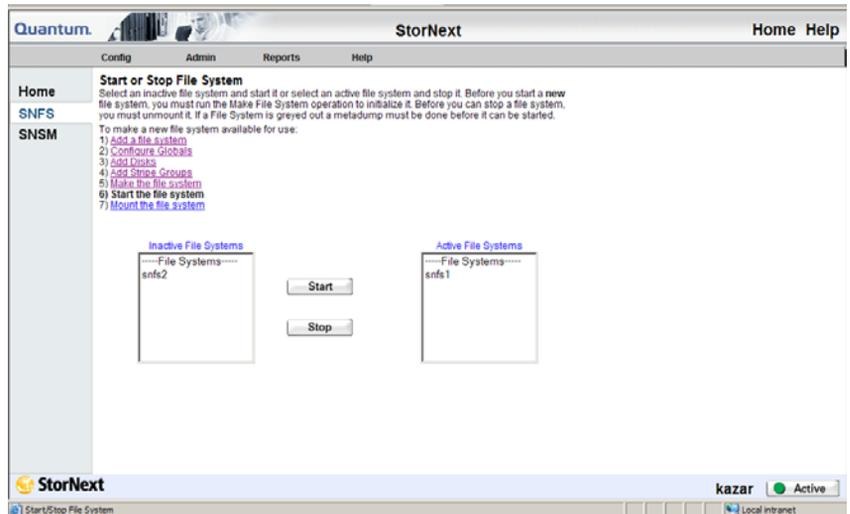 Quantum.
StorNext
Home Help
Config Admin Reports Help
Home
SNFS
SNSM
Start or Stop File System
Select an inactive file system and start it or select an active file system and stop it. Before you start a new
file system, you must run the Make File System operation to initialize it. Before you can stop a file system,
you must unmount it. If a File System is greyed out a metadump must be done before it can be started.
To make a new file system available for use:
1) Add a file system
2) Configure Globals
3) Add Disks
4) Add Stripe Groups
5) Make the file system
6) Start the file system
7) Mount the file system
Inactive File Systems
-----File Systems-----
snfs2
Start
Stop
Active File Systems
-----File Systems-----
snfs1
StorNext
kazar Active
Start/Stop File System
Local intranet